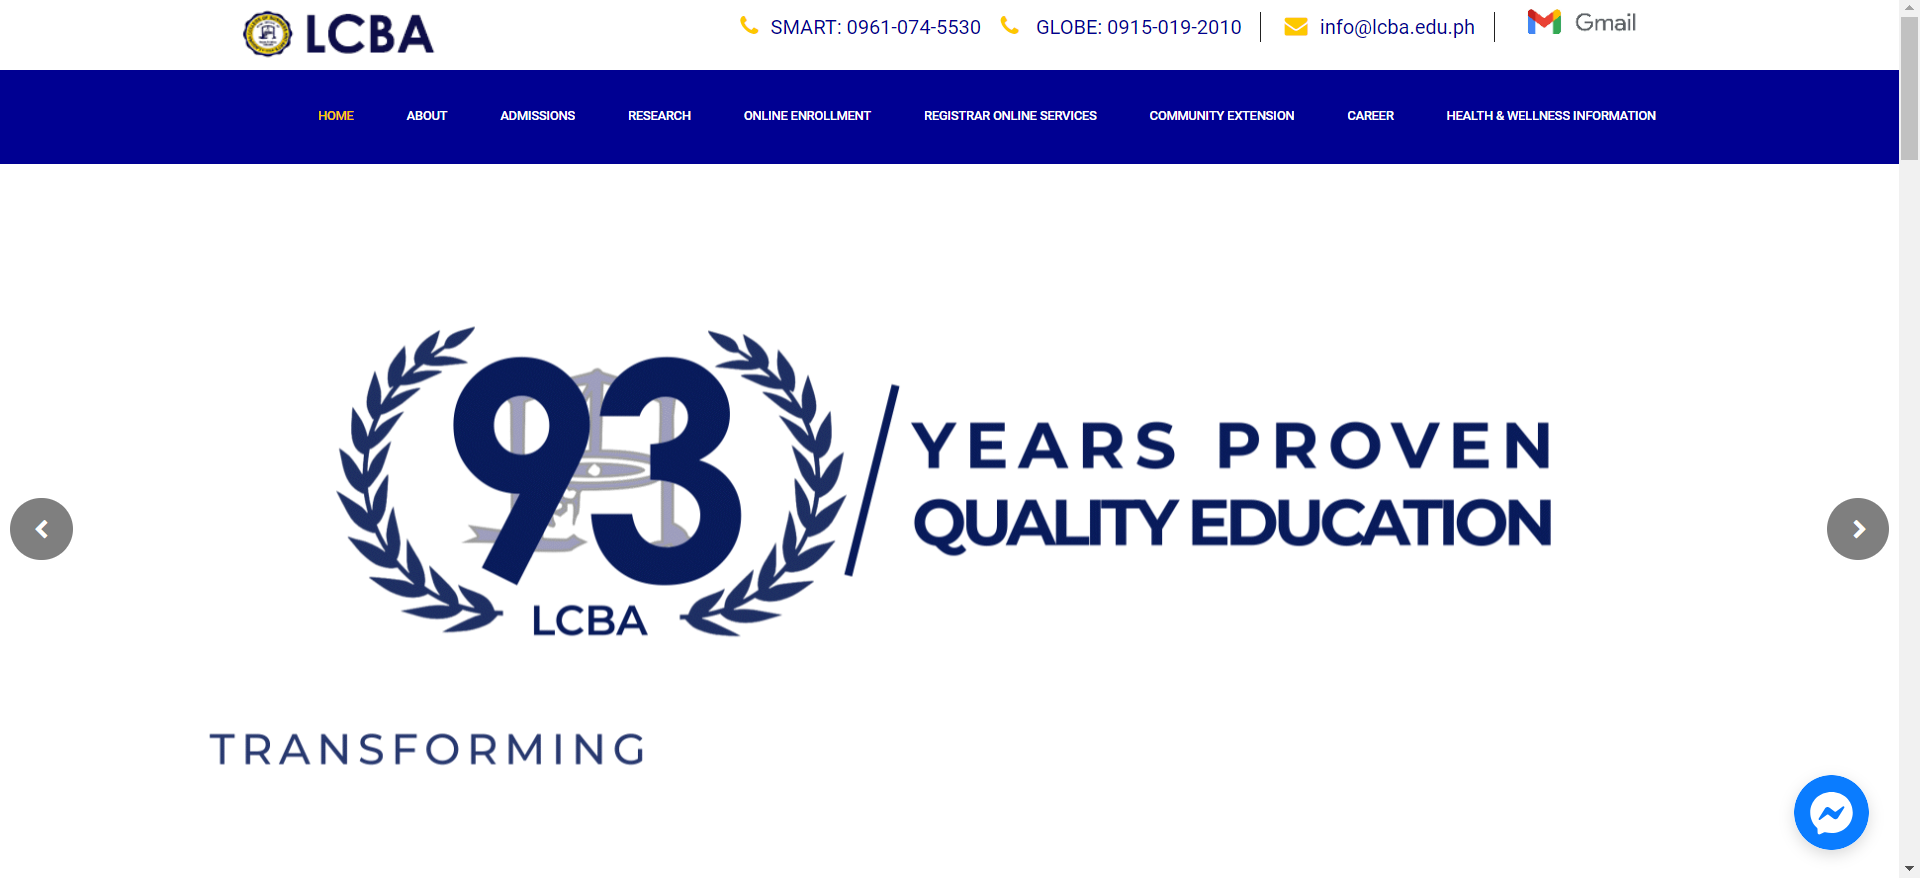 LCBA
SMART: 0961-074-5530
GLOBE: 0915-019-2010
info@lcba.edu.ph
Gmail
HOME
ABOUT
ADMISSIONS
RESEARCH
ONLINE ENROLLMENT
REGISTRAR ONLINE SERVICES
COMMUNITY EXTENSION
CAREER
HEALTH & WELLNESS INFORMATION
93
LCBA
YEARS PROVEN
QUALITY EDUCATION
TRANSFORMING